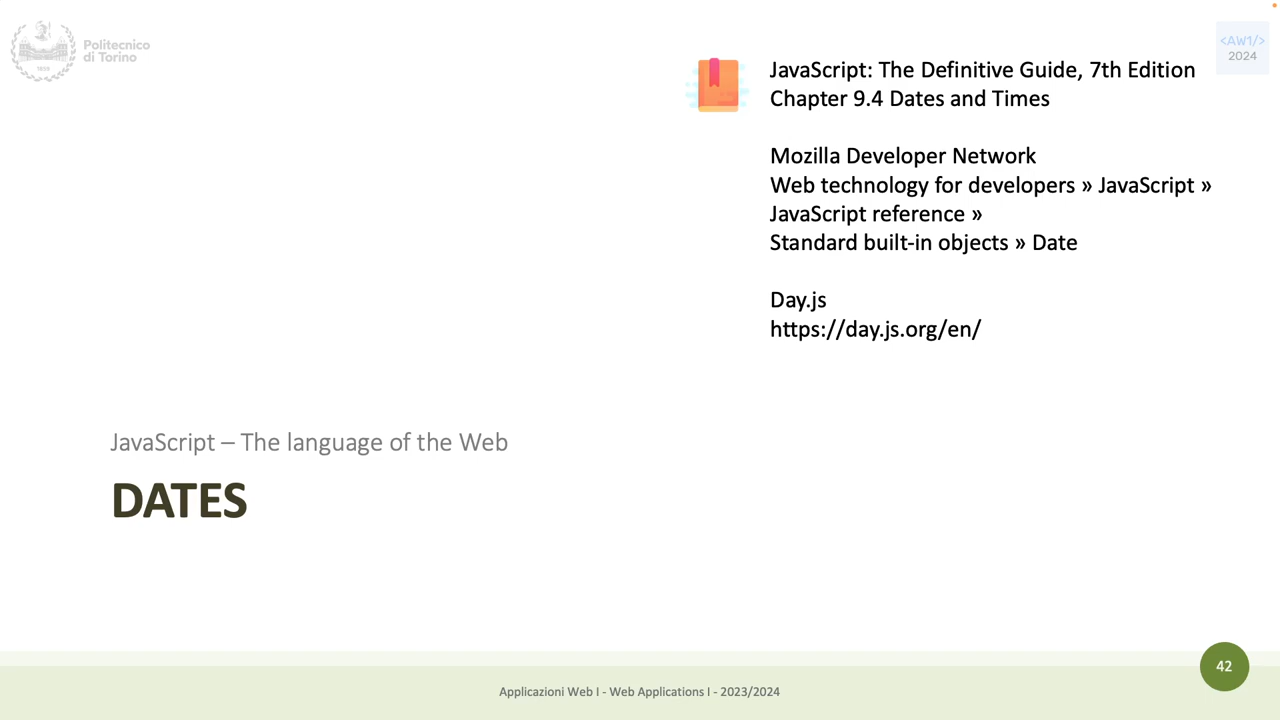 Politecnico
di Torino
1859
<AW1/>
2024
JavaScript: The Definitive Guide, 7th Edition
Chapter 9.4 Dates and Times
Mozilla Developer Network
Web technology for developers » JavaScript »
JavaScript reference »
Standard built-in objects » Date
Day.js
https://day.js.org/en/
JavaScript – The language of the Web
DATES
42
Applicazioni Web I - Web Applications I - 2023/2024